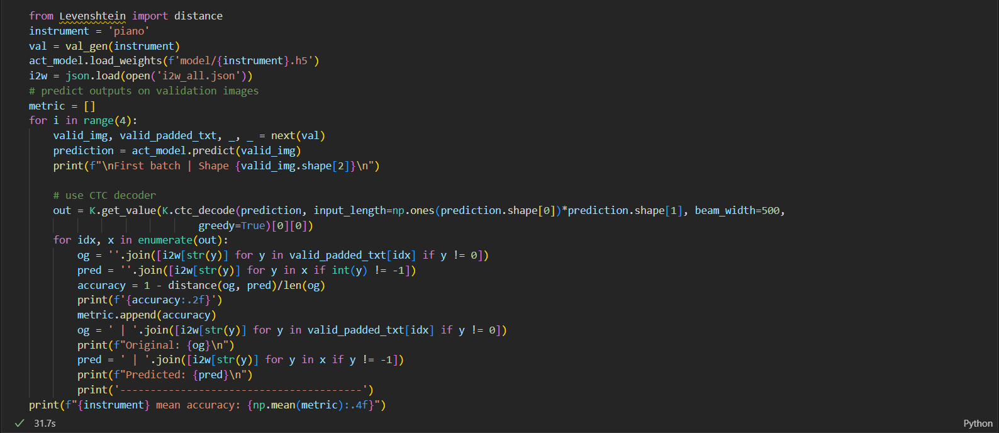 from Levenshtein import distance
instrument = 'piano'
val = val_gen(instrument)
act_model.load_weights(f'model/{instrument}.h5')
i2w = json.load(open('i2w_all.json'))
# predict outputs on validation images
metric = []
for i in range(4):
    valid_img, valid_padded_txt, _, _ = next(val)
    prediction = act_model.predict(valid_img)
    print(f"\nFirst batch | Shape {valid_img.shape[2]}\n")

    # use CTC decoder
    out = K.get_value(K.ctc_decode(prediction, input_length=np.ones(prediction.shape[0])*prediction.shape[1], beam_width=500,
                            greedy=True)[0][0])
    for idx, x in enumerate(out):
        og = ''.join([i2w[str(y)] for y in valid_padded_txt[idx] if y != 0])
        pred = ''.join([i2w[str(y)] for y in x if int(y) != -1])
        accuracy = 1 - distance(og, pred)/len(og)
        print(f'{accuracy:.2f}')
        metric.append(accuracy)
        og = ' | '.join([i2w[str(y)] for y in valid_padded_txt[idx] if y != 0])
        print(f"Original: {og}\n")
        pred = ' | '.join([i2w[str(y)] for y in x if y != -1])
        print(f"Predicted: {pred}\n")
        print('----------------------------------------')
print(f"{instrument} mean accuracy: {np.mean(metric):.4f}")
31.7s
Python